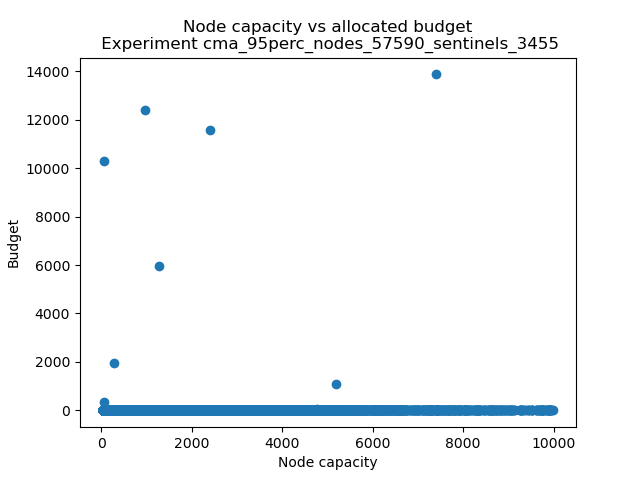 Node capacity vs allocated budget
Experiment cma_95perc_nodes_57590_sentinels_3455
14000
12000
10000
8000
6000
4000
2000
0
Budget
0 2000 4000 6000 8000 10000
Node capacity